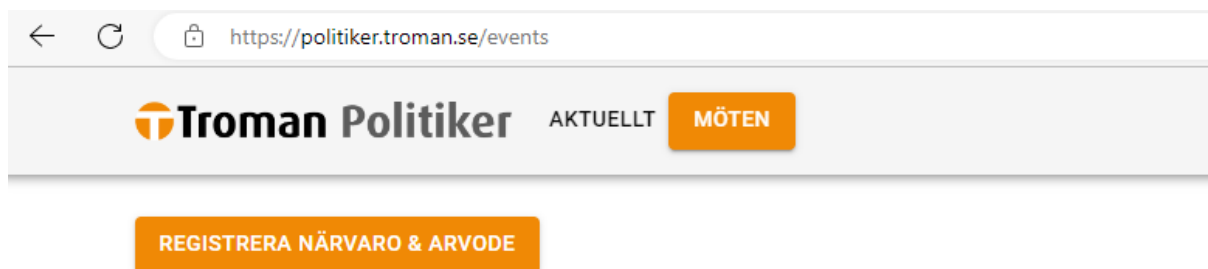 https://politiker.troman.se/events
Troman Politiker AKTUELLT MÖTEN
REGISTRERA NÄRVARO & ARVODE